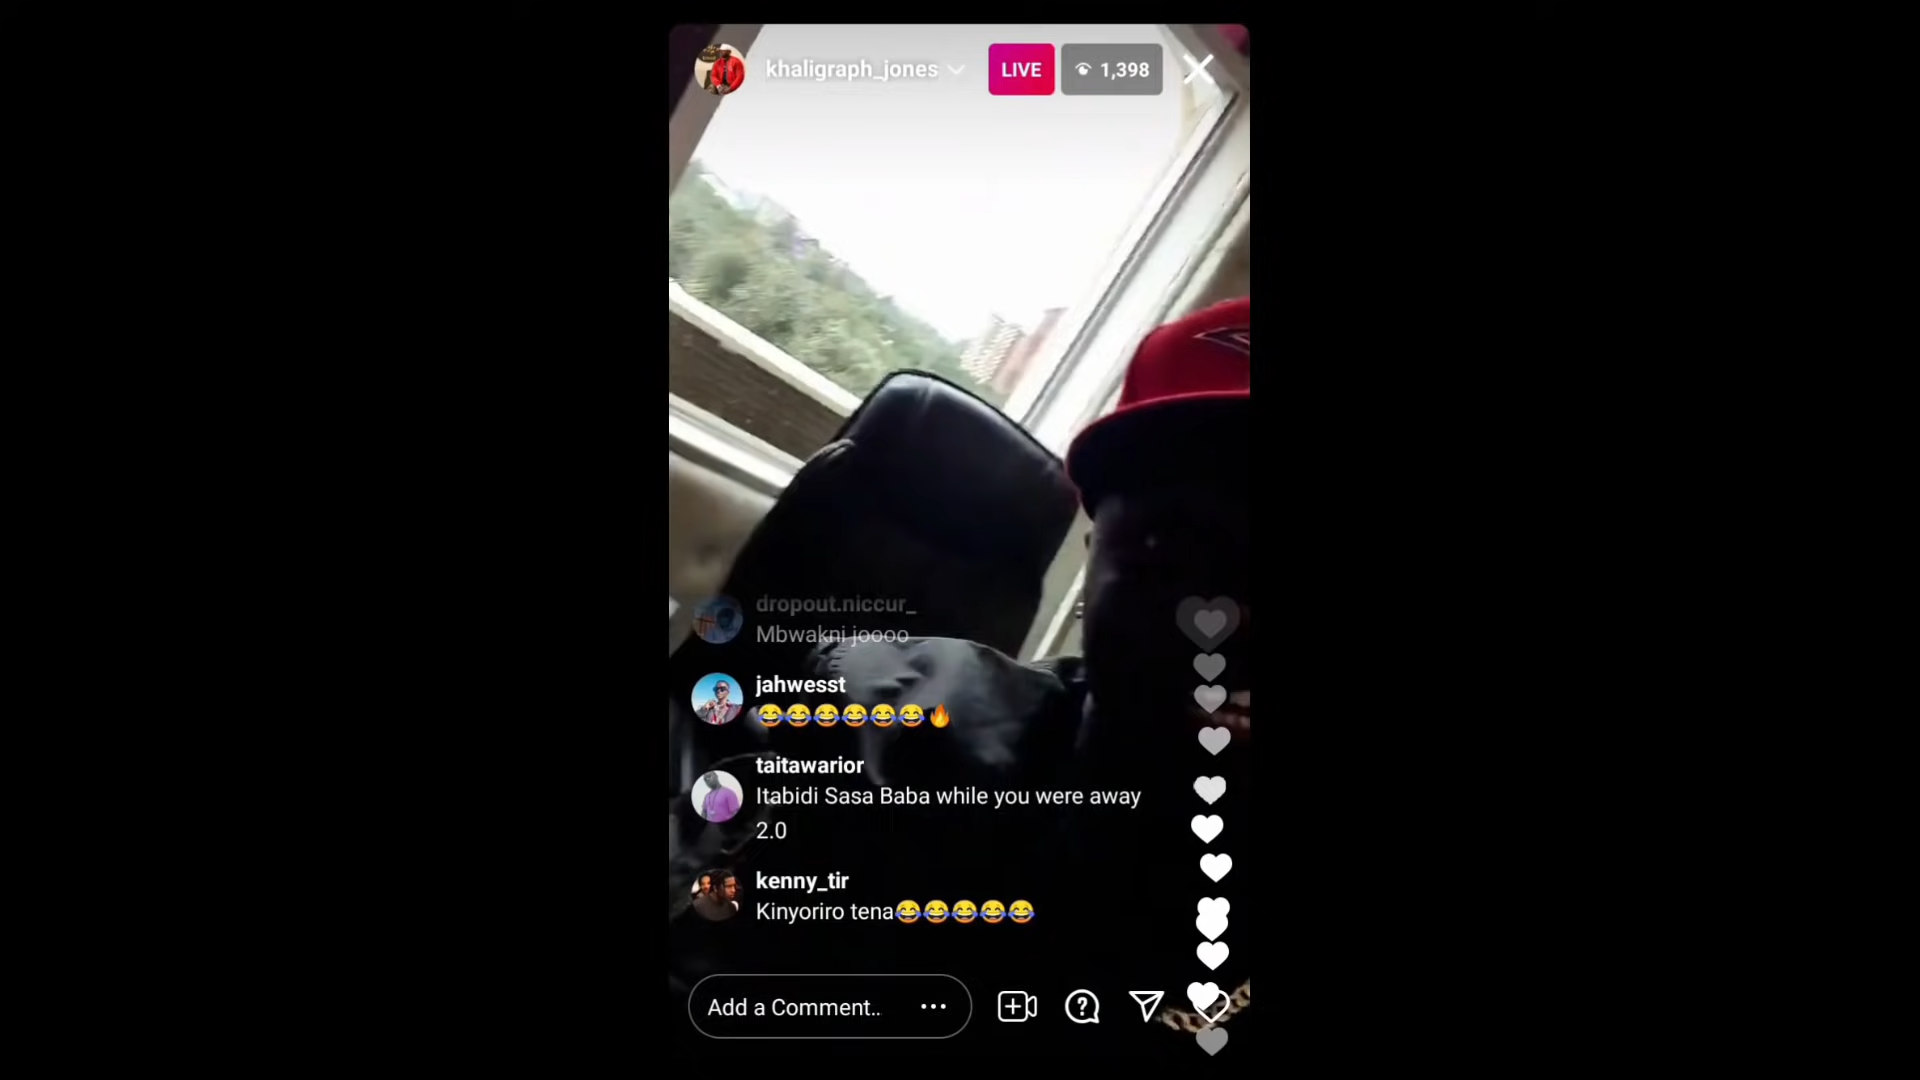 khaligraph_jones LIVE 1,398
dropout.niccur_
Mbwakni joooo
jahwesst
😂😂😂😂😂😂🔥
taitawarior
Itabidi Sasa Baba while you were away
2.0
kenny_tir
Kinyoriro tena😂😂😂😂😂
Add a Comment..